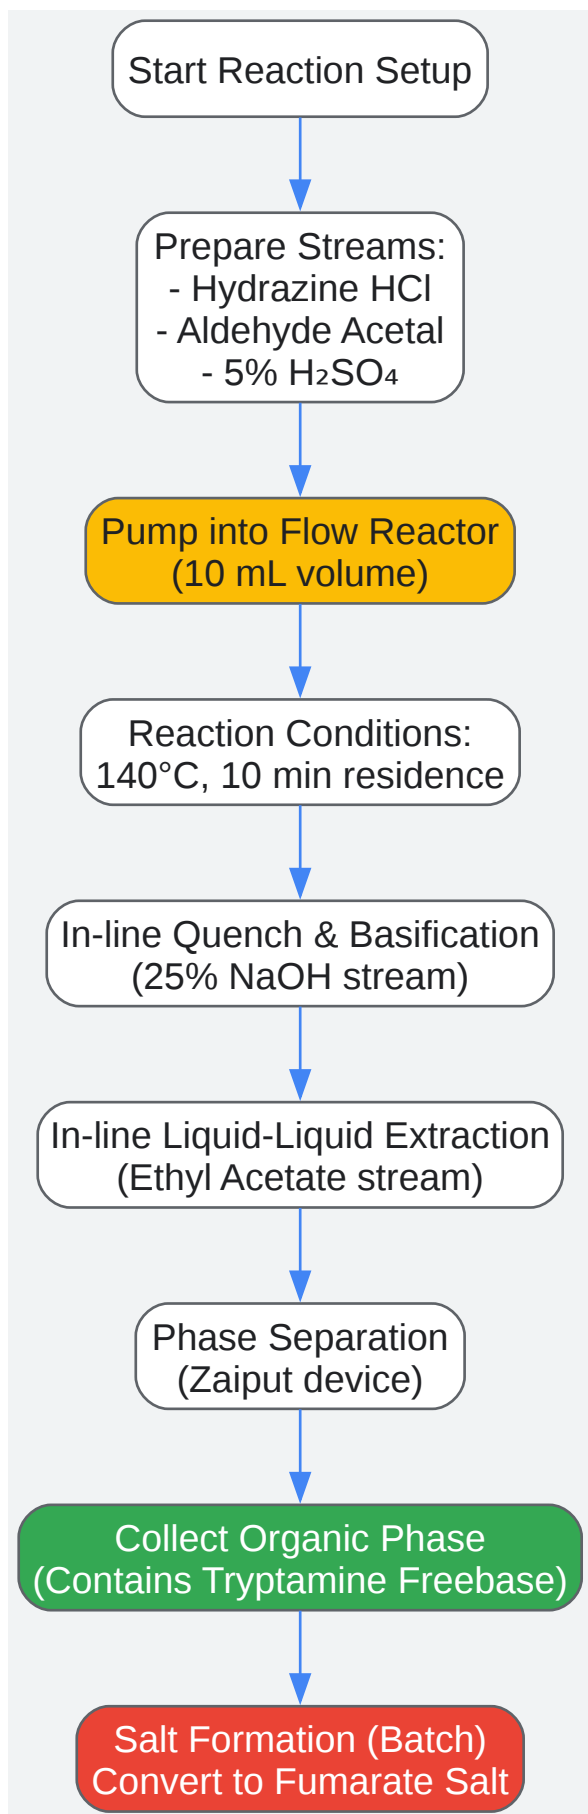 Start Reaction Setup
Prepare Streams:
- Hydrazine HCl
- Aldehyde Acetal
- 5% H₂SO₄
Pump into Flow Reactor
(10 mL volume)
Reaction Conditions:
140°C, 10 min residence
In-line Quench & Basification
(25% NaOH stream)
In-line Liquid-Liquid Extraction
(Ethyl Acetate stream)
Phase Separation
(Zaiput device)
Collect Organic Phase
(Contains Tryptamine Freebase)
Salt Formation (Batch)
Convert to Fumarate Salt